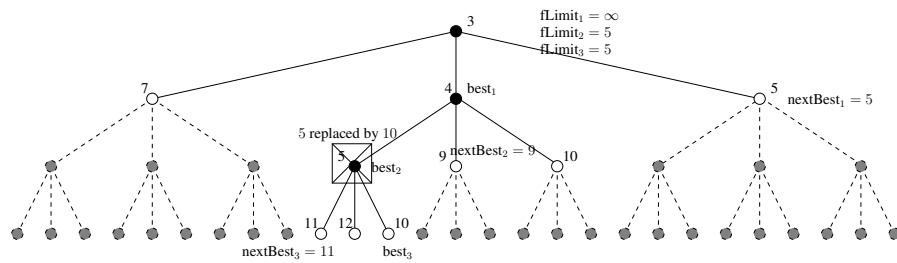 3
fLimit₁ = ∞
fLimit₂ = 5
fLimit₃ = 5
7
4 best₁
5
nextBest₁ = 5
5 replaced by 10
5
best₂
9
nextBest₂ = 9
10
11
12
10
nextBest₃ = 11
best₃